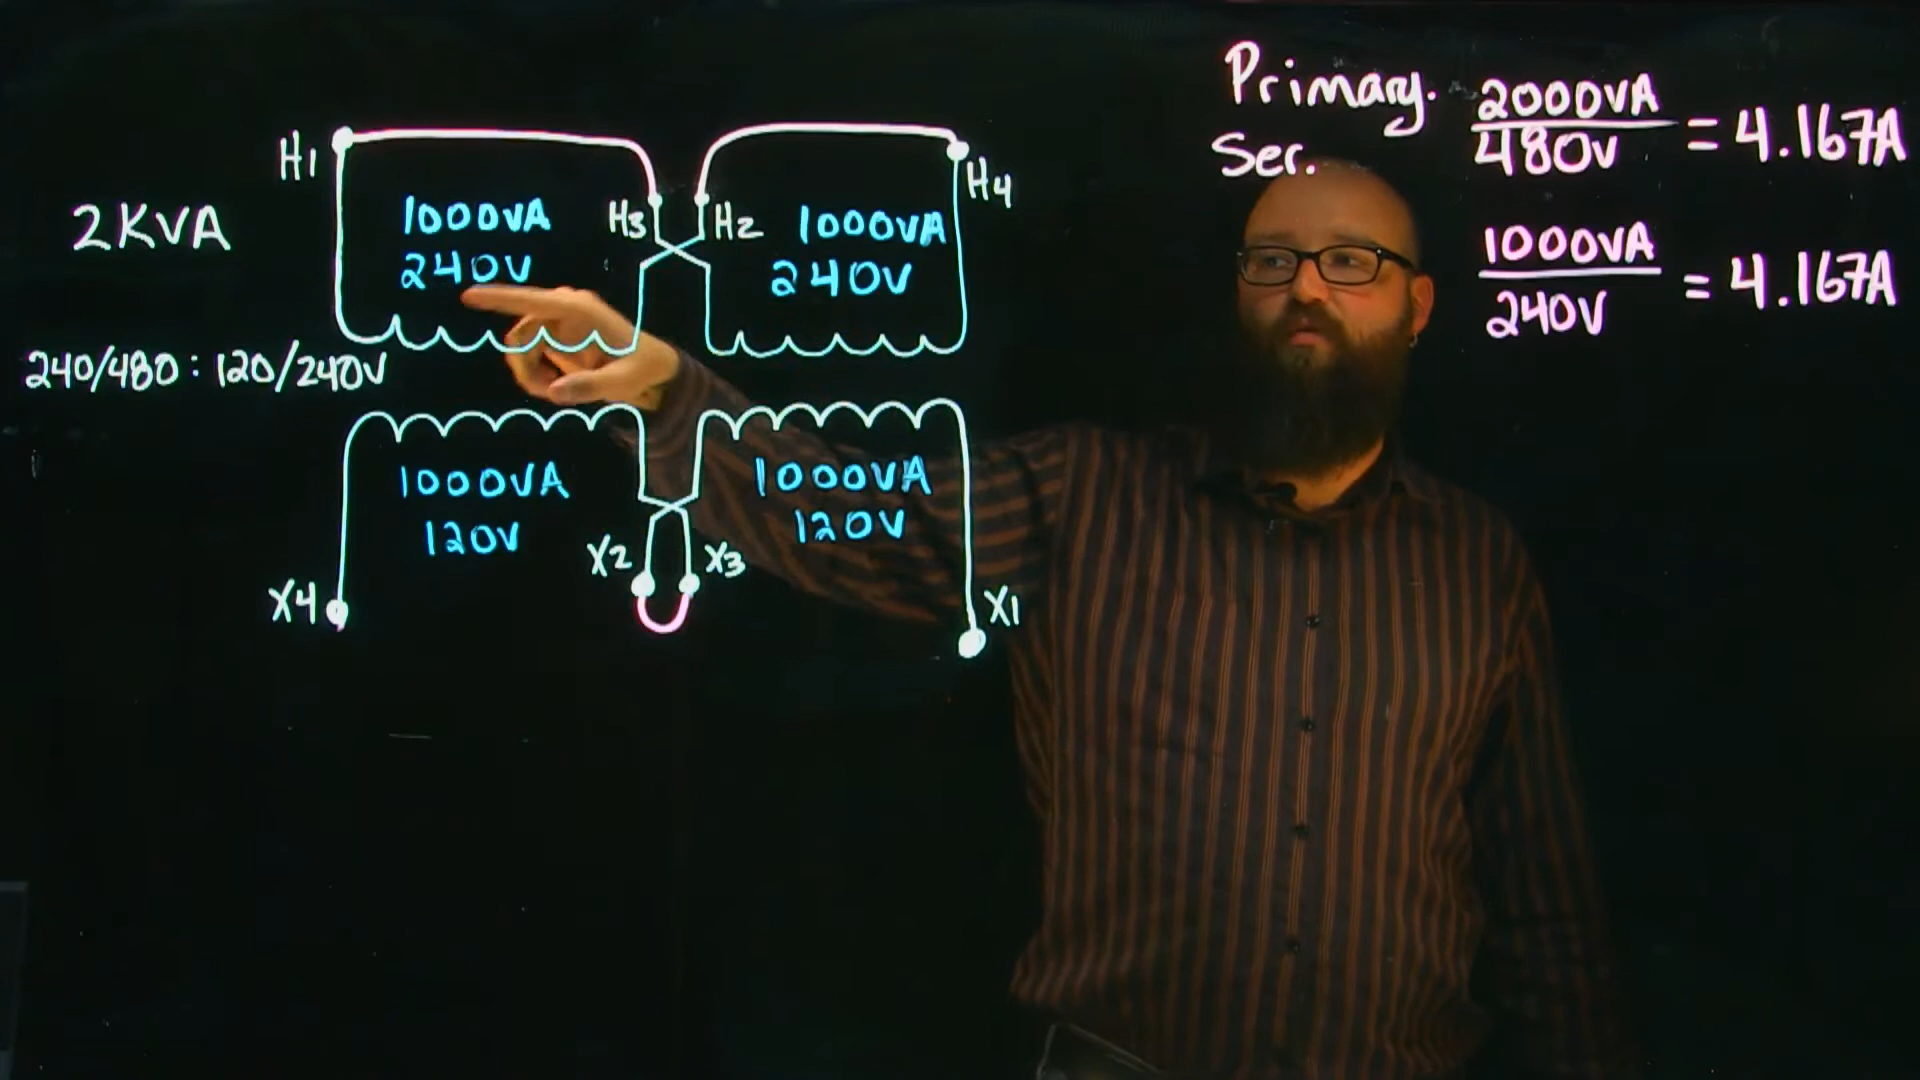 Primary.
Ser.
2000VA
480V
= 4.167A
1000VA
240V
= 4.167A
H1
H3
H2
H4
2KVA
1000VA
240V
1000VA
240V
240/480 : 120/240V
1000VA
120V
1000VA
120V
X4
X2
X3
X1